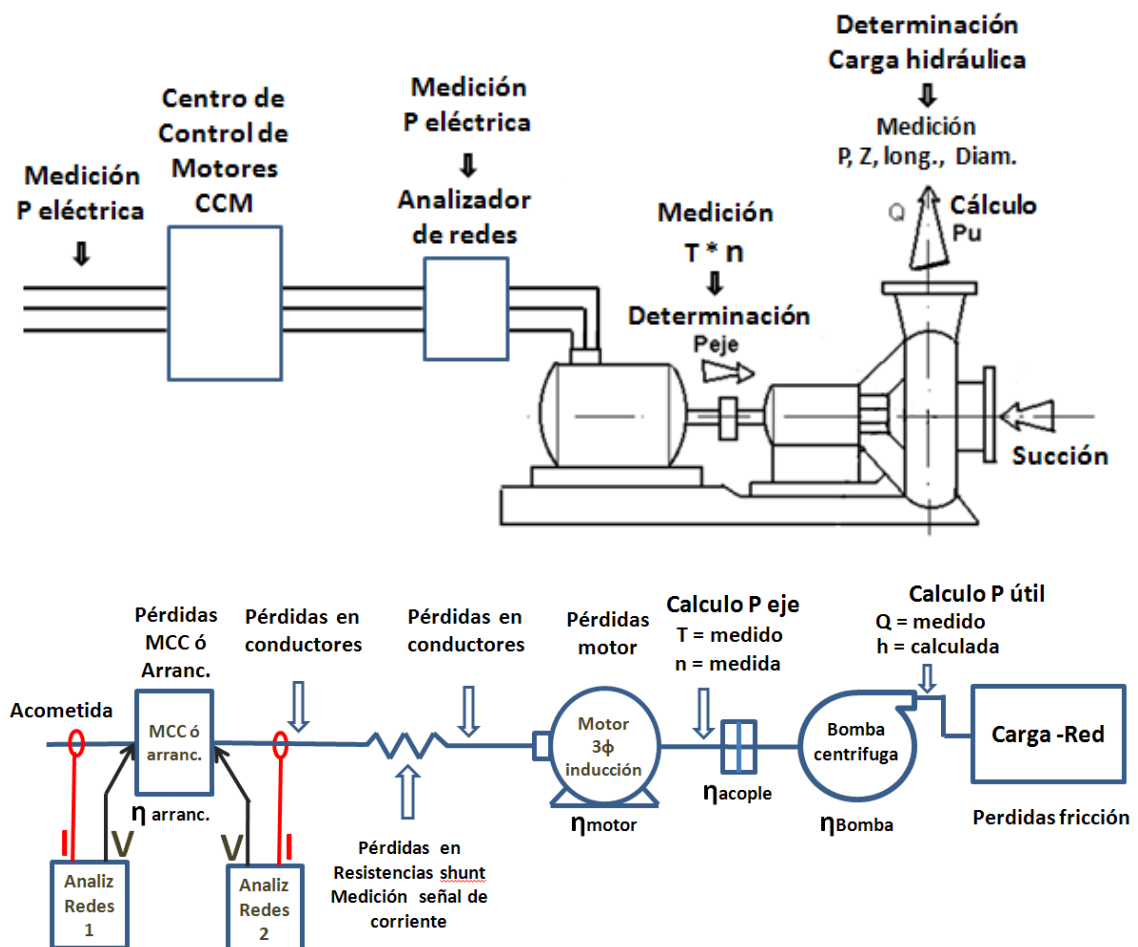 Determinación
Carga hidráulica
Medición
P, Z, long., Diam.
Centro de
Control de
Motores
CCM
Medición
P eléctrica
Medición
P eléctrica
Analizador
de redes
Medición
T * n
Determinación
Peje
Q
Cálculo
Pu
Succión
Pérdidas
MCC ó
Arranc.
Pérdidas en
conductores
Pérdidas en
conductores
Pérdidas
motor
Calculo P eje
T = medido
n = medida
Calculo P útil
Q = medido
h = calculada
Acometida
MCC ó
arranc.
Motor
3ϕ
inducción
Bomba
centrifuga
Carga -Red
η arranc.
ηmotor
ηacople
ηBomba
Perdidas fricción
I
V
V
I
Pérdidas en
Resistencias shunt
Medición señal de
corriente
Analiz
Redes
1
Analiz
Redes
2